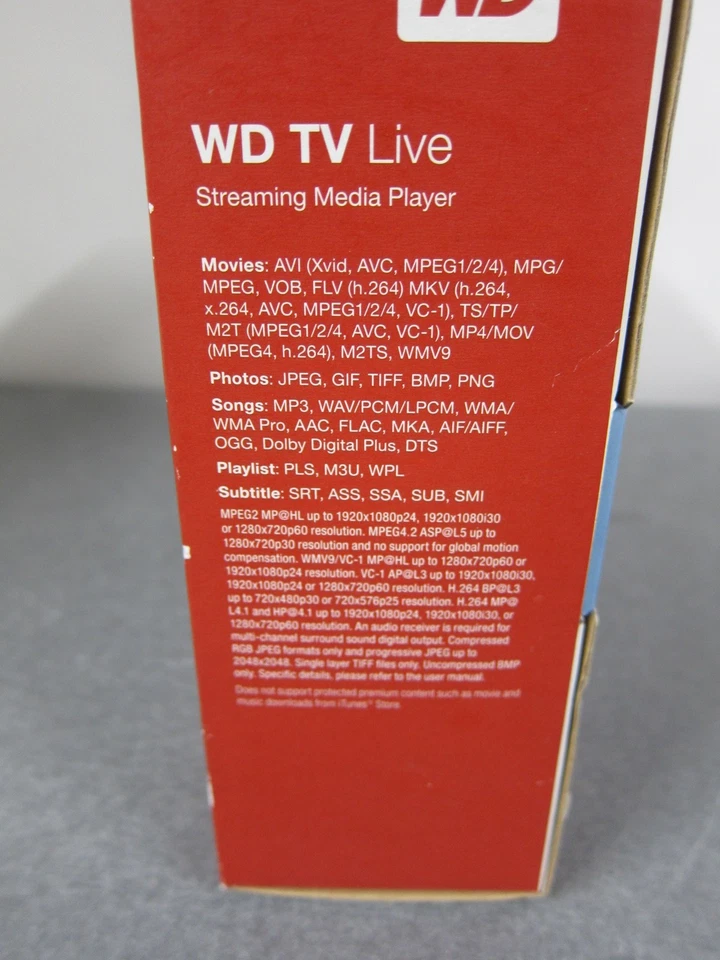 WD
WD TV Live
Streaming Media Player
Movies: AVI (Xvid, AVC, MPEG1/2/4), MPG/
MPEG, VOB, FLV (h.264) MKV (h.264,
x.264, AVC, MPEG1/2/4, VC-1), TS/TP/
M2T (MPEG1/2/4, AVC, VC-1), MP4/MOV
(MPEG4, h.264), M2TS, WMV9
Photos: JPEG, GIF, TIFF, BMP, PNG
Songs: MP3, WAV/PCM/LPCM, WMA/
WMA Pro, AAC, FLAC, MKA, AIF/AIFF,
OGG, Dolby Digital Plus, DTS
Playlist: PLS, M3U, WPL
Subtitle: SRT, ASS, SSA, SUB, SMI
MPEG2 MP@HL up to 1920x1080p24, 1920x1080i30
or 1280x720p60 resolution. MPEG4.2 ASP@L5 up to
1280x720p30 resolution and no support for global motion
compensation. WMV9/VC-1 MP@HL up to 1280x720p60 or
1920x1080p24 resolution. VC-1 AP@L3 up to 1920x1080i30,
1920x1080p24 or 1280x720p60 resolution. H.264 BP@L3
up to 720x480p30 or 720x576p25 resolution. H.264 MP@
L4.1 and HP@4.1 up to 1920x1080p24, 1920x1080i30, or
1280x720p60 resolution. An audio receiver is required for
multi-channel surround sound digital output. Compressed
RGB JPEG formats only and progressive JPEG up to
2048x2048. Single layer TIFF files only. Uncompressed BMP
only. Specific details, please refer to the user manual.
Does not support protected premium content such as movie and
music downloads from iTunes® Store.